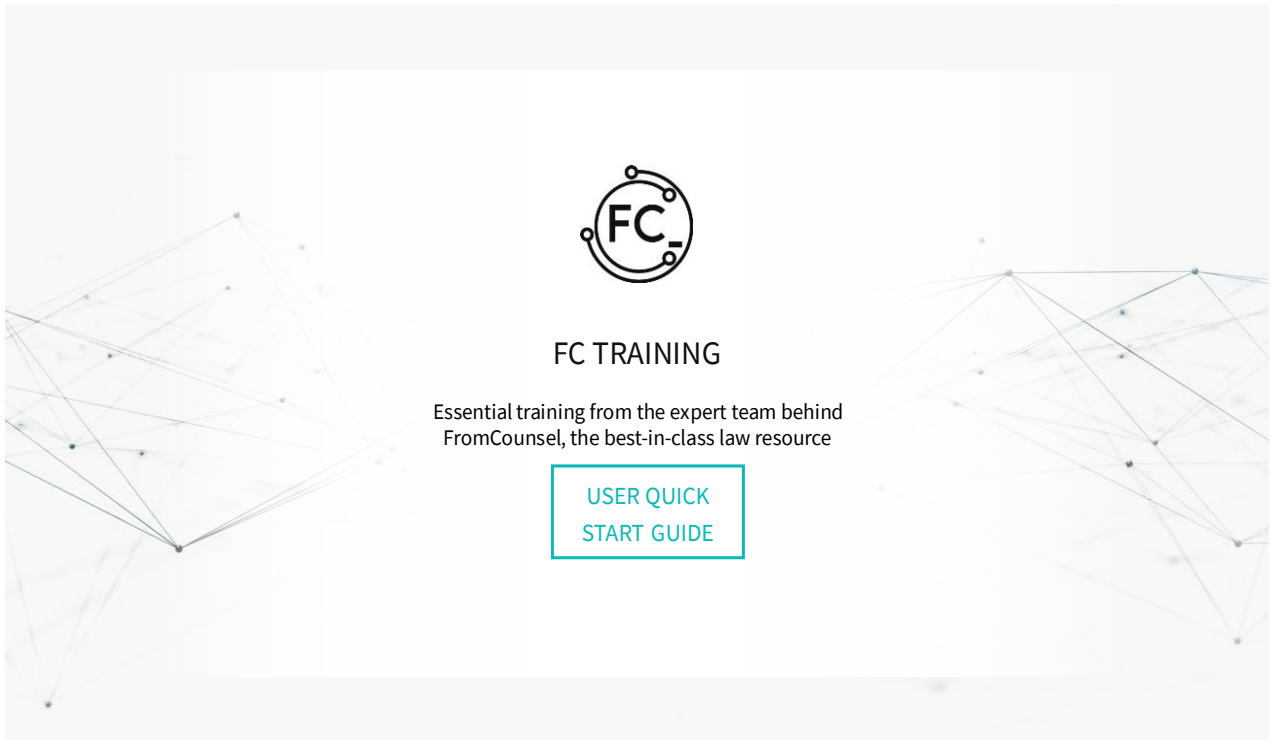 FC_
FC TRAINING
Essential training from the expert team behind
FromCounsel, the best-in-class law resource
USER QUICK
START GUIDE